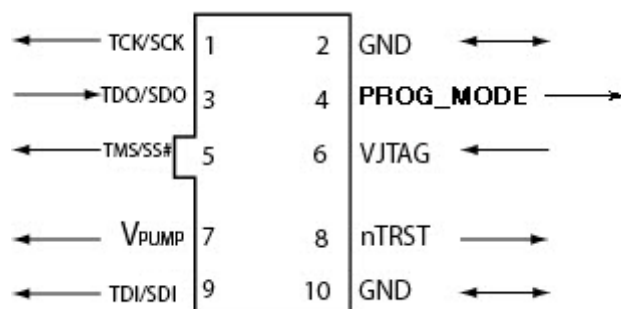 TCK/SCK 1 2 GND
TDO/SDO 3 4 PROG_MODE
TMS/SS# 5 6 VJTAG
VPUMP 7 8 nTRST
TDI/SDI 9 10 GND